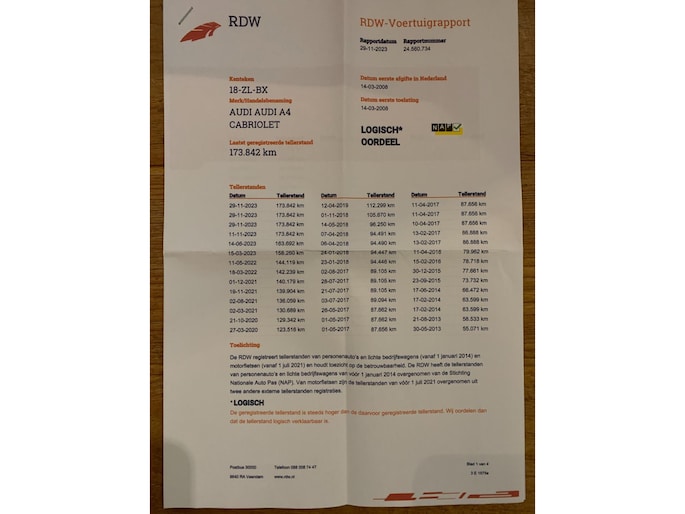 RDW
RDW-Voertuigrapport
Rapportdatum Rapportnummer
29-11-2023 24.560.734
Kenteken
18-ZL-BX
Merk/Handelsbenaming
AUDI AUDI A4
CABRIOLET
Laatst geregistreerde tellerstand
173.842 km
Datum eerste afgifte in Nederland
14-03-2008
Datum eerste toelating
14-03-2008
LOGISCH*
OORDEEL
NAP
Tellerstanden
Datum Tellerstand Datum Tellerstand Datum Tellerstand
29-11-2023 173.842 km 12-04-2019 112.299 km 11-04-2017 87.656 km
29-11-2023 173.842 km 01-11-2018 105.670 km 11-04-2017 87.656 km
29-11-2023 173.842 km 14-05-2018 96.250 km 10-04-2017 87.656 km
11-11-2023 173.842 km 07-04-2018 94.491 km 13-02-2017 86.888 km
14-06-2023 163.692 km 06-04-2018 94.490 km 13-02-2017 86.888 km
15-03-2023 158.260 km 24-01-2018 94.447 km 11-04-2016 79.962 km
11-05-2022 144.119 km 23-01-2018 94.446 km 15-02-2016 78.718 km
16-03-2022 142.239 km 02-08-2017 89.105 km 30-12-2015 77.661 km
12-01-2022 140.179 km 28-07-2017 89.105 km 23-09-2015 73.732 km
19-11-2021 139.904 km 21-07-2017 89.105 km 17-06-2014 66.472 km
02-08-2021 136.059 km 03-07-2017 89.094 km 17-02-2014 63.599 km
02-02-2021 130.689 km 26-05-2017 87.662 km 17-02-2014 63.599 km
21-10-2020 129.342 km 01-05-2017 87.662 km 21-08-2013 56.533 km
27-03-2020 123.516 km 01-05-2017 87.656 km 30-05-2013 55.071 km
Toelichting
De RDW registreert tellerstanden van personenauto's en lichte bedrijfswagens (vanaf 1 januari 2014) en
motorfietsen (vanaf 1 juli 2021) en houdt toezicht op de betrouwbaarheid. De RDW heeft de tellerstanden
van personenauto's en lichte bedrijfswagens van vóór 1 januari 2014 overgenomen van de Stichting
Nationale Auto Pas (NAP). Van motorfietsen zijn de tellerstanden van vóór 1 juli 2021 overgenomen uit
twee andere externe tellerstanden registraties.
*LOGISCH
De geregistreerde tellerstand is steeds hoger dan de daarvoor geregistreerde tellerstand. Wij oordelen dan
dat de tellerstand logisch verklaarbaar is.
Postbus 30000 Telefoon 088 008 74 47
9640 RA Veendam www.rdw.nl
Blad 1 van 4